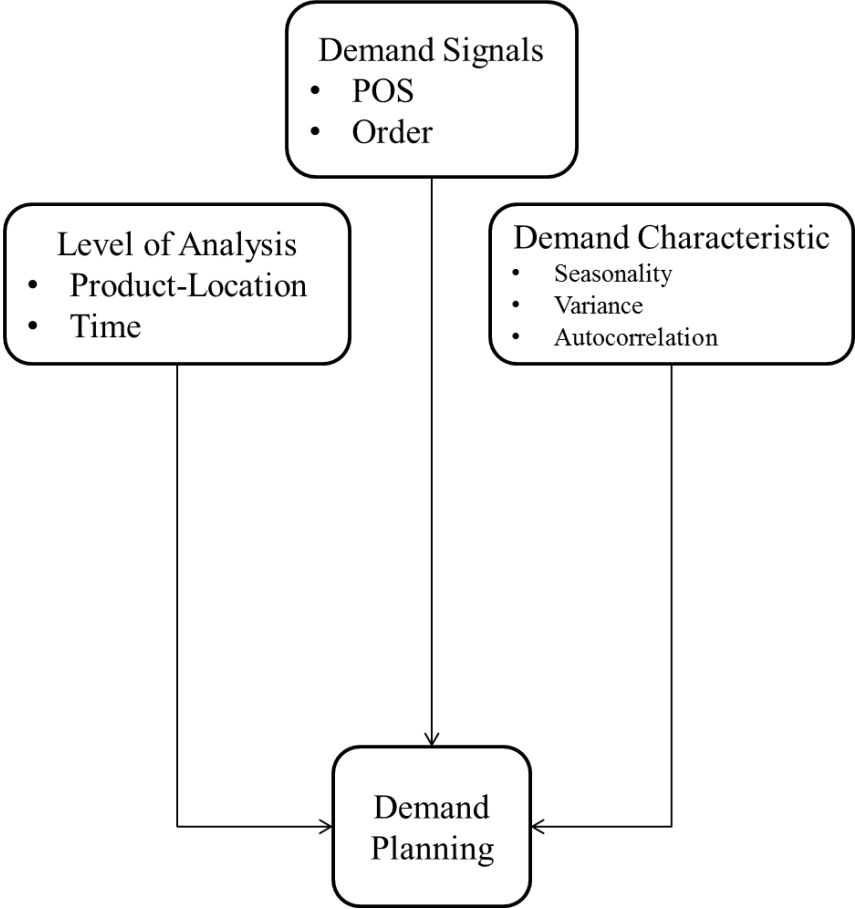 Demand Signals
• POS
• Order
Level of Analysis
• Product-Location
• Time
Demand Characteristic
• Seasonality
• Variance
• Autocorrelation
Demand
Planning